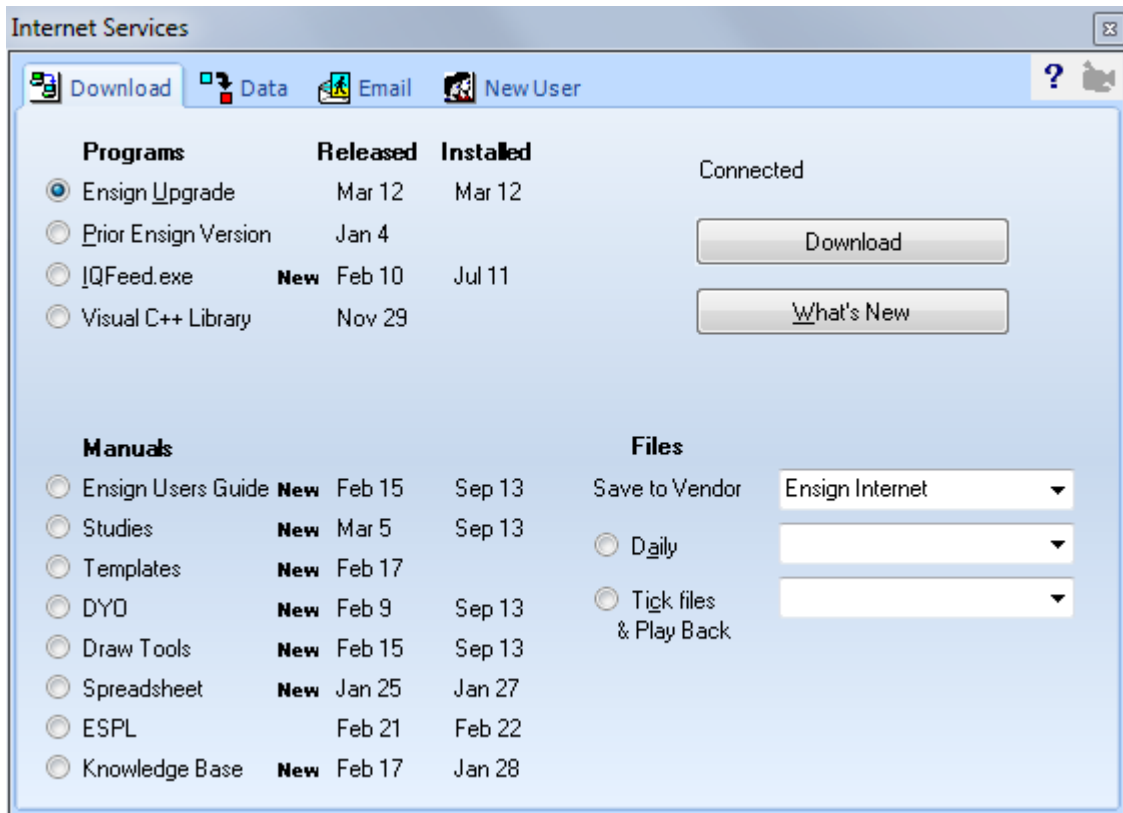 Internet Services
Download Data Email New User ?
Programs Released Installed
Connected
Ensign Upgrade Mar 12 Mar 12
Prior Ensign Version Jan 4
Download
IQFeed.exe New Feb 10 Jul 11
Visual C++ Library Nov 29
What's New
Manuals
Files
Ensign Users Guide New Feb 15 Sep 13
Save to Vendor Ensign Internet
Studies New Mar 5 Sep 13
Daily
Templates New Feb 17
DYO New Feb 9 Sep 13
Tick files
& Play Back
Draw Tools New Feb 15 Sep 13
Spreadsheet New Jan 25 Jan 27
ESPL Feb 21 Feb 22
Knowledge Base New Feb 17 Jan 28